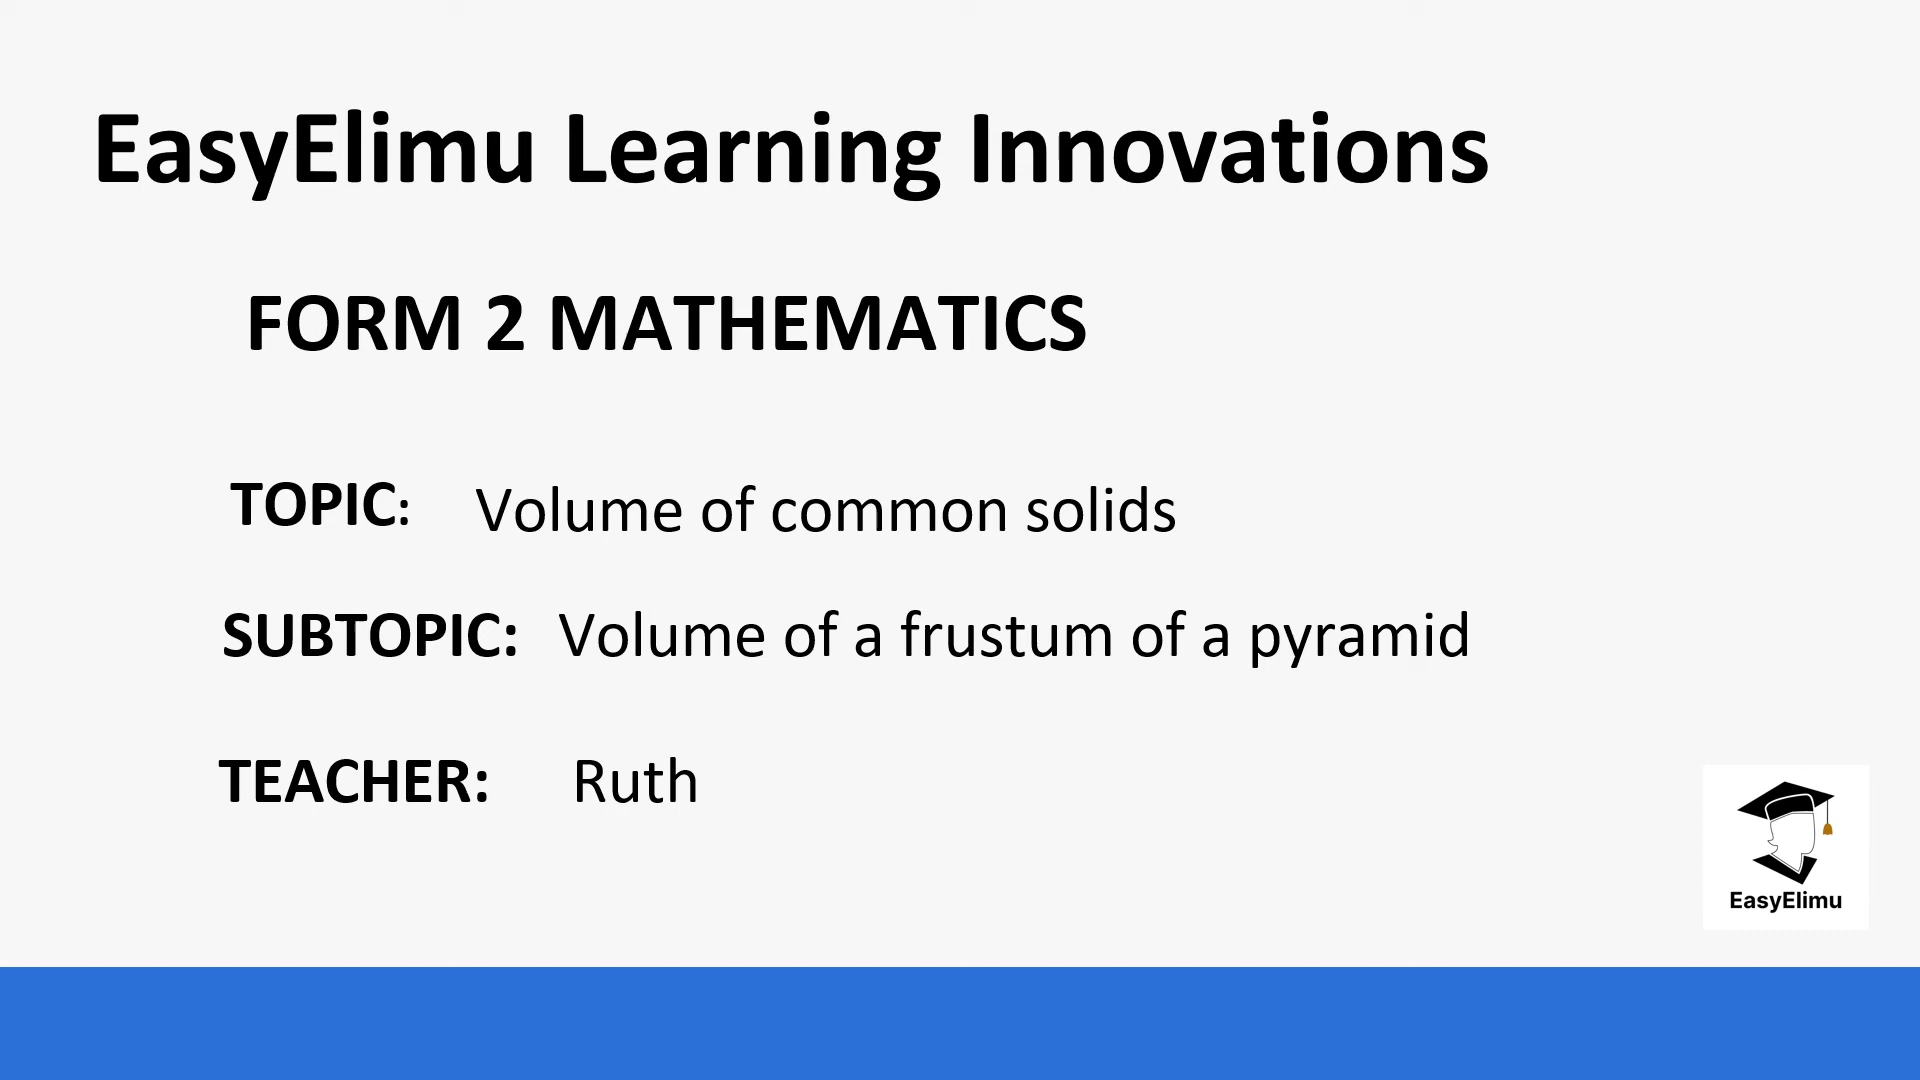 EasyElimu Learning Innovations
FORM 2 MATHEMATICS
TOPIC: Volume of common solids
SUBTOPIC: Volume of a frustum of a pyramid
TEACHER: Ruth
EasyElimu